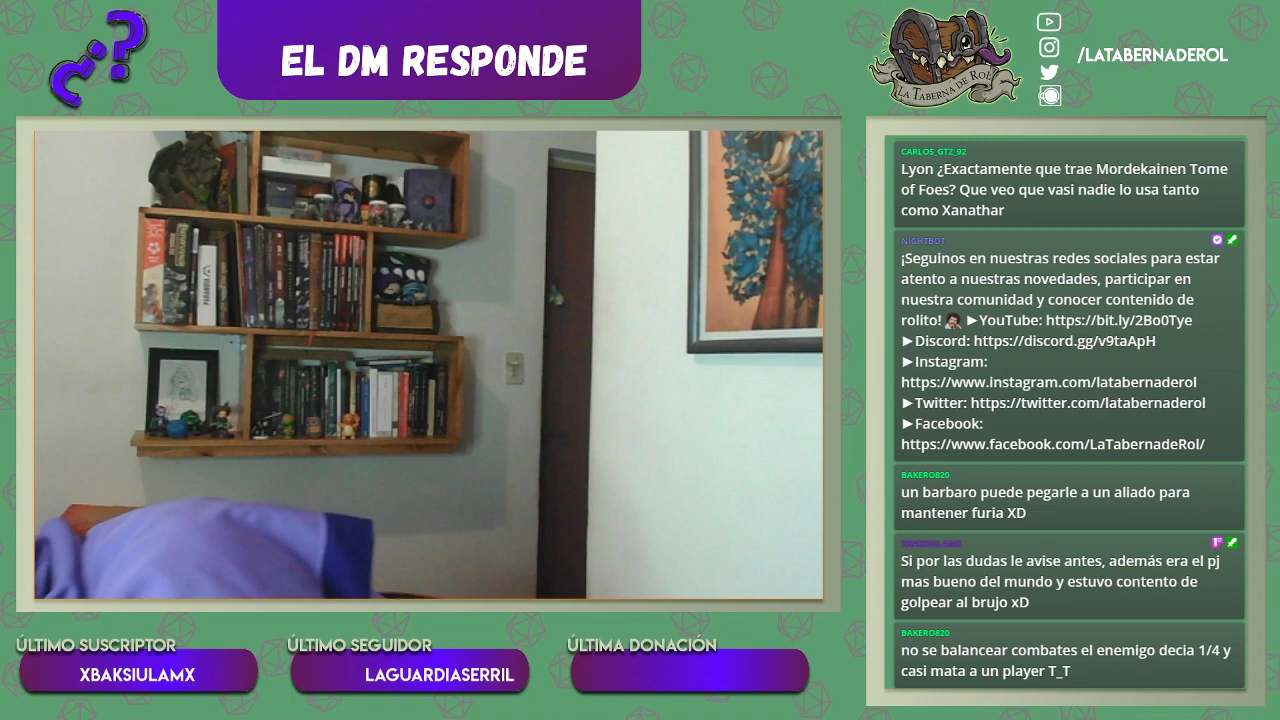 ¿?
EL DM RESPONDE
LA TABERNA DE ROL
/LATABERNADEROL
PARANOIA
CARLOS_GTZ_92
Lyon ¿Exactamente que trae Mordekainen Tome
of Foes? Que veo que vasi nadie lo usa tanto
como Xanathar
NIGHTBOT
¡Seguinos en nuestras redes sociales para estar
atento a nuestras novedades, participar en
nuestra comunidad y conocer contenido de
rolito! ►YouTube: https://bit.ly/2Bo0Tye
►Discord: https://discord.gg/v9taApH
►Instagram:
https://www.instagram.com/latabernaderol
►Twitter: https://twitter.com/latabernaderol
►Facebook:
https://www.facebook.com/LaTabernadeRol/
BAKERO820
un barbaro puede pegarle a un aliado para
mantener furia XD
XBAKSIULAMX
Si por las dudas le avise antes, además era el pj
mas bueno del mundo y estuvo contento de
golpear al brujo xD
BAKERO820
no se balancear combates el enemigo decia 1/4 y
casi mata a un player T_T
ÚLTIMO SUSCRIPTOR
XBAKSIULAMX
ÚLTIMO SEGUIDOR
LAGUARDIASERRIL
ÚLTIMA DONACIÓN